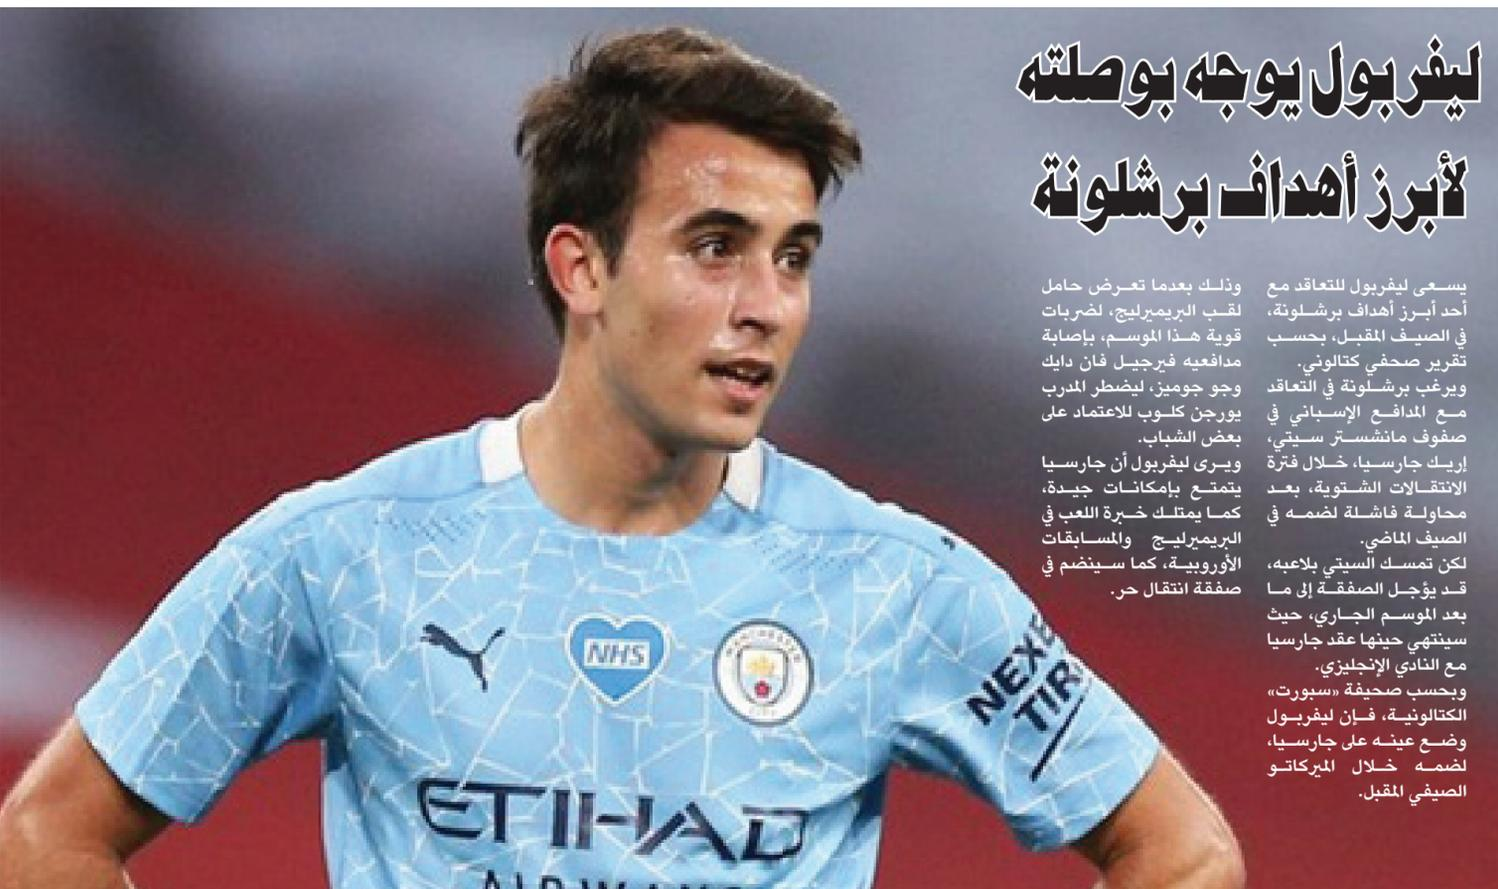 ليفربول يوجه بوصلته
لأبرز أهداف برشلونة
يسعى ليفربول للتعاقد مع
أحد أبرز أهداف برشلونة،
في الصيف المقبل، بحسب
تقرير صحفي كتالوني.
ويرغب برشلونة في التعاقد
مع المدافع الإسباني في
صفوف مانشستر سيتي،
إريك جارسيا، خلال فترة
الانتقالات الشتوية، بعد
محاولة فاشلة لضمه في
الصيف الماضي.
لكن تمسك السيتي بلاعبه،
قد يؤجل الصفقة إلى ما
بعد الموسم الجاري، حيث
سينتهي حينها عقد جارسيا
مع النادي الإنجليزي.
وبحسب صحيفة «سبورت»
الكتالونية، فإن ليفربول
وضع عينه على جارسيا،
لضمه خلال الميركاتو
الصيفي المقبل.
وذلك بعدما تعرض حامل
لقب البريميرليج، لضربات
قوية هذا الموسم، بإصابة
مدافعيه فيرجيل فان دايك
وجو جوميز، ليضطر المدرب
يورجن كلوب للاعتماد على
بعض الشباب.
ويرى ليفربول أن جارسيا
يتمتع بإمكانات جيدة،
كما يمتلك خبرة اللعب في
البريميرليج والمسابقات
الأوروبية، كما سينضم في
صفقة انتقال حر.
NHS
MANCHESTER
CITY
NEXE
TIR
ETIHAD